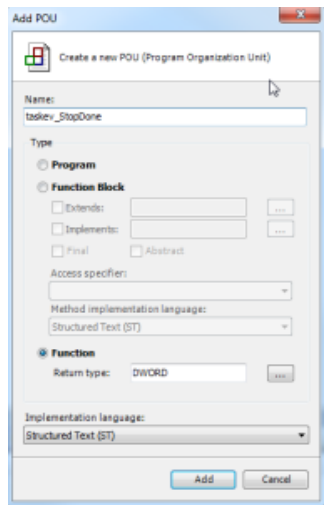 Add POU
Create a new POU (Program Organization Unit)
Name:
taskev_StopDone
Type
Program
Function Block
Extends:
...
Implements:
...
Final Abstract
Access specifier:
Method implementation language:
Structured Text (ST)
Function
Return type: DWORD ...
Implementation language:
Structured Text (ST)
Add Cancel